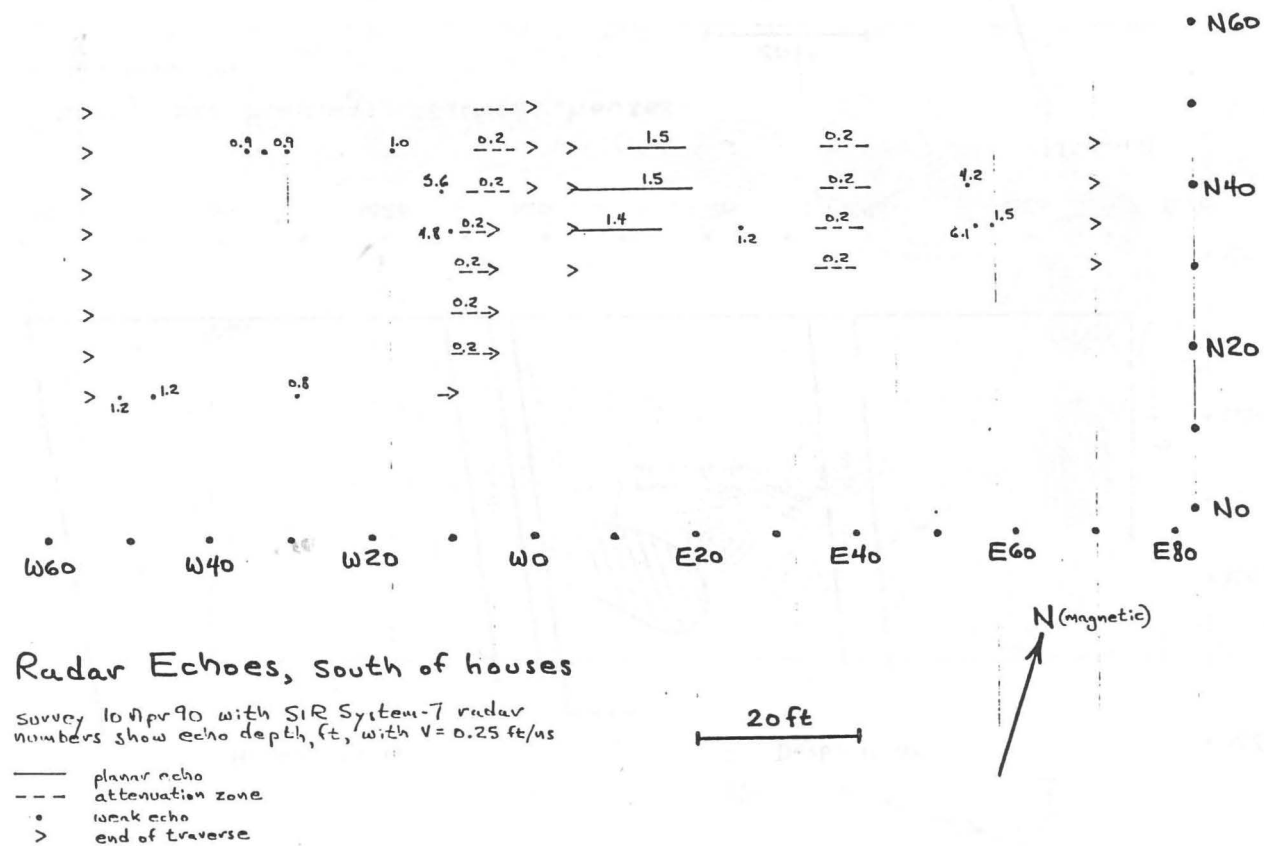 N60
0.9 0.9 1.0 0.2 1.5 0.2
5.6 0.2 1.5 0.2 4.2 N40
4.8 0.2 1.4 1.2 0.2 6.1 1.5
0.2 0.2
0.2
0.2 N20
1.2 1.2 0.8
N0
W60 W40 W20 W0 E20 E40 E60 E80
N (magnetic)
Radar Echoes, south of houses
Survey 10 Apr 90 with SIR System-7 radar
numbers show echo depth, ft, with V = 0.25 ft/ns
20 ft
planar echo
attenuation zone
weak echo
> end of traverse